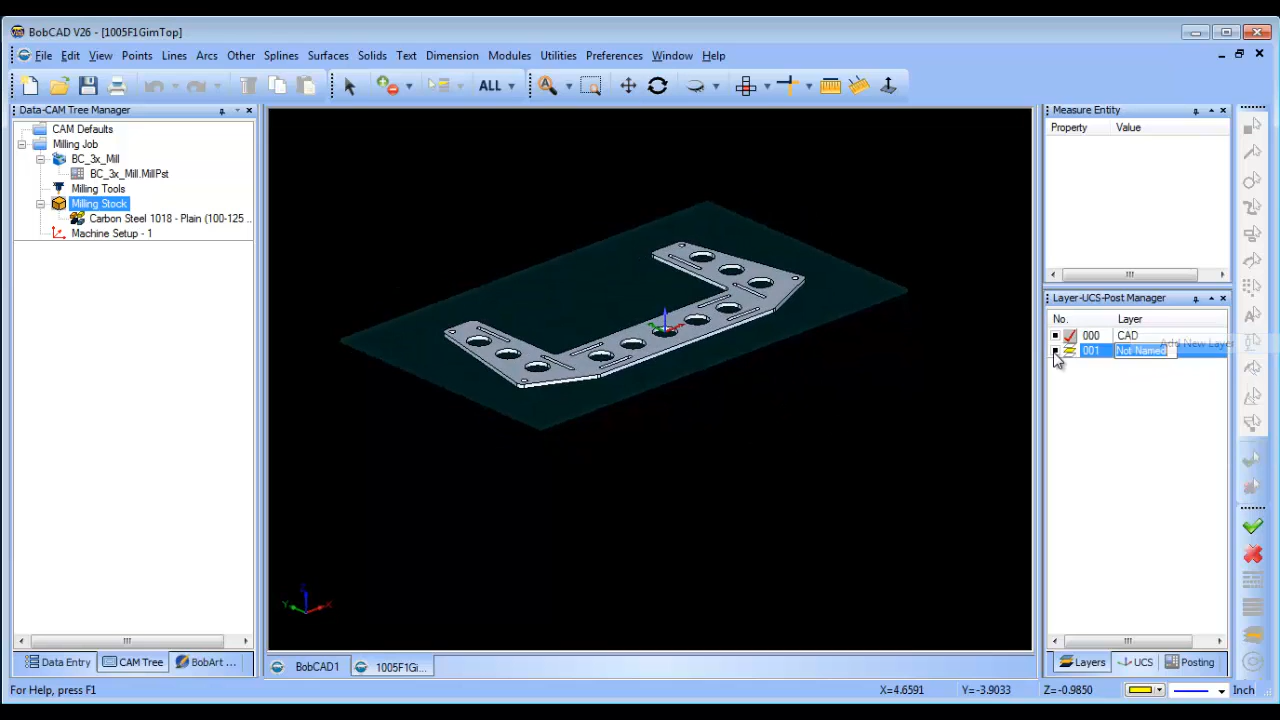 BobCAD V26 - [1005F1GimTop]
File Edit View Points Lines Arcs Other Splines Surfaces Solids Text Dimension Modules Utilities Preferences Window Help
ALL
Data-CAM Tree Manager
CAM Defaults
Milling Job
BC_3x_Mill
BC_3x_Mill.MillPst
Milling Tools
Milling Stock
Carbon Steel 1018 - Plain (100-125 ..
Machine Setup - 1
Measure Entity
Property Value
Layer-UCS-Post Manager
No. Layer
000 CAD
001 Not Named
Add New Layer
Z
Y X
Data Entry CAM Tree BobArt ...
BobCAD1 1005F1Gi...
Layers UCS Posting
For Help, press F1
X=4.6591 Y=-3.9033 Z=-0.9850 Inch